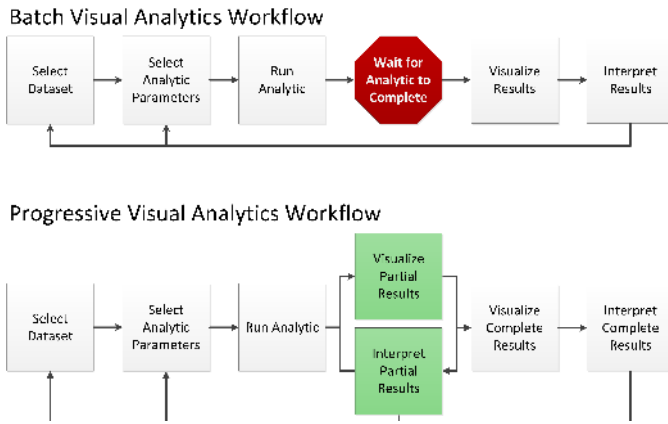 Batch Visual Analytics Workflow
Select
Dataset
Select
Analytic
Parameters
Run
Analytic
Wait for
Analytic to
Complete
Visualize
Results
Interpret
Results
Progressive Visual Analytics Workflow
Select
Dataset
Select
Analytic
Parameters
Run Analytic
Visualize
Partial
Results
Interpret
Partial
Results
Visualize
Complete
Results
Interpret
Complete
Results